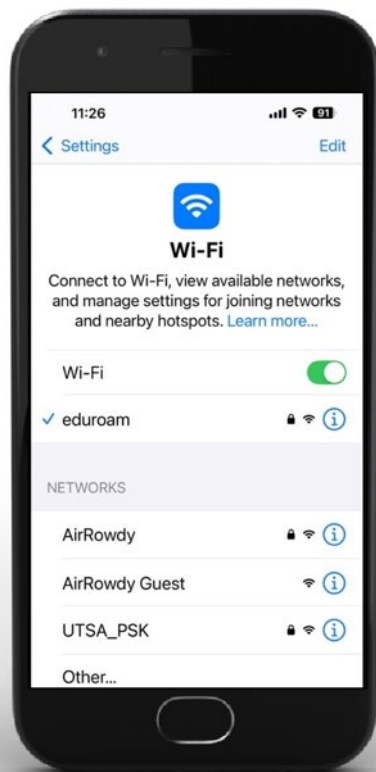 11:26
91
Settings
Edit
Wi-Fi
Connect to Wi-Fi, view available networks,
and manage settings for joining networks
and nearby hotspots. Learn more...
Wi-Fi
eduroam
NETWORKS
AirRowdy
AirRowdy Guest
UTSA_PSK
Other...